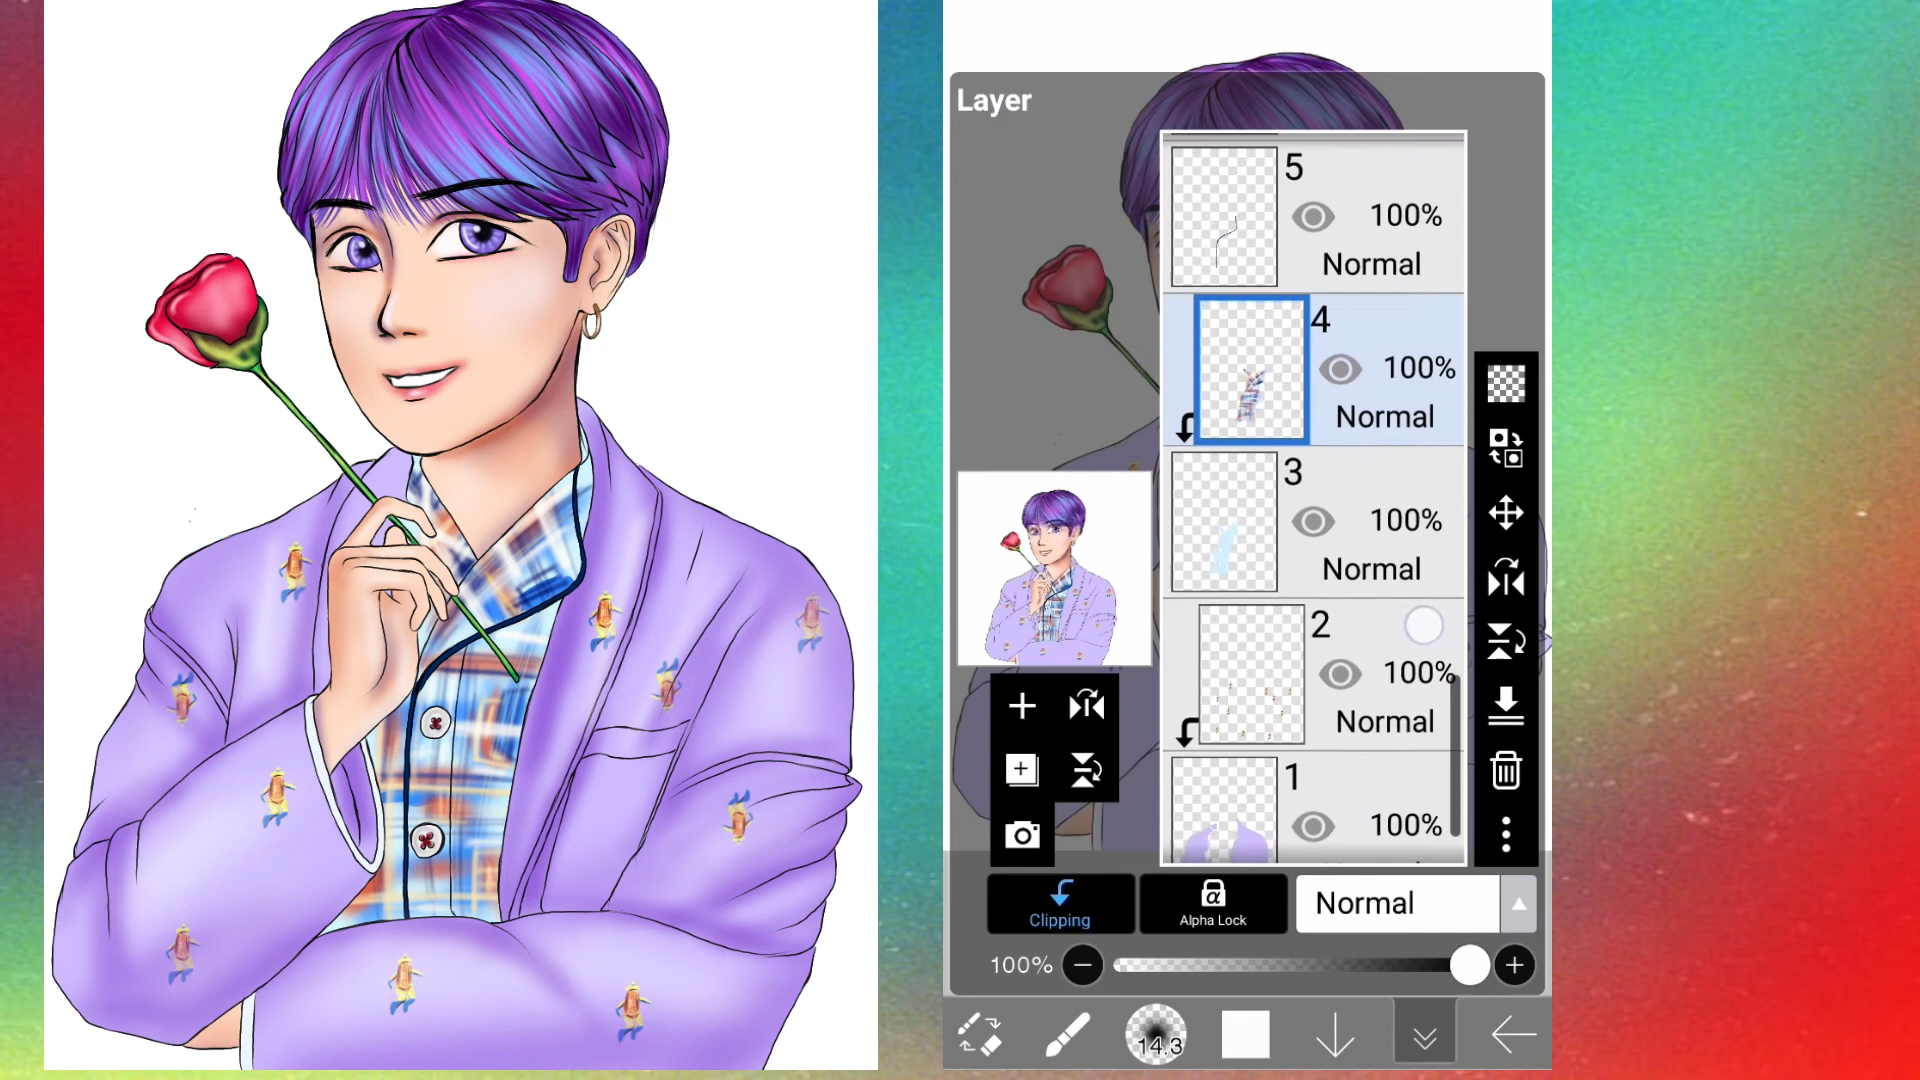 Layer
5
100%
Normal
4
100%
Normal
3
100%
Normal
2
100%
Normal
1
100%
Clipping
α
Alpha Lock
Normal
100%
14.3